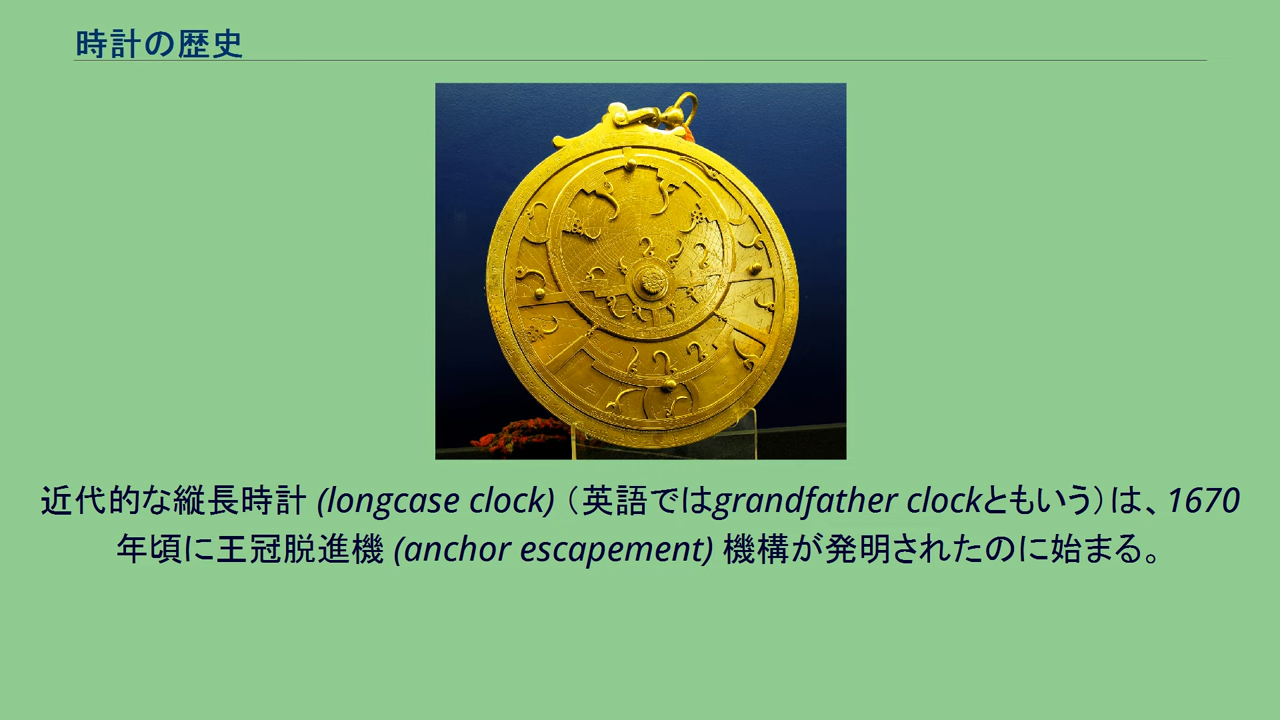 時計の歴史
近代的な縦長時計 (longcase clock)（英語ではgrandfather clockともいう）は、1670
年頃に王冠脱進機 (anchor escapement) 機構が発明されたのに始まる。